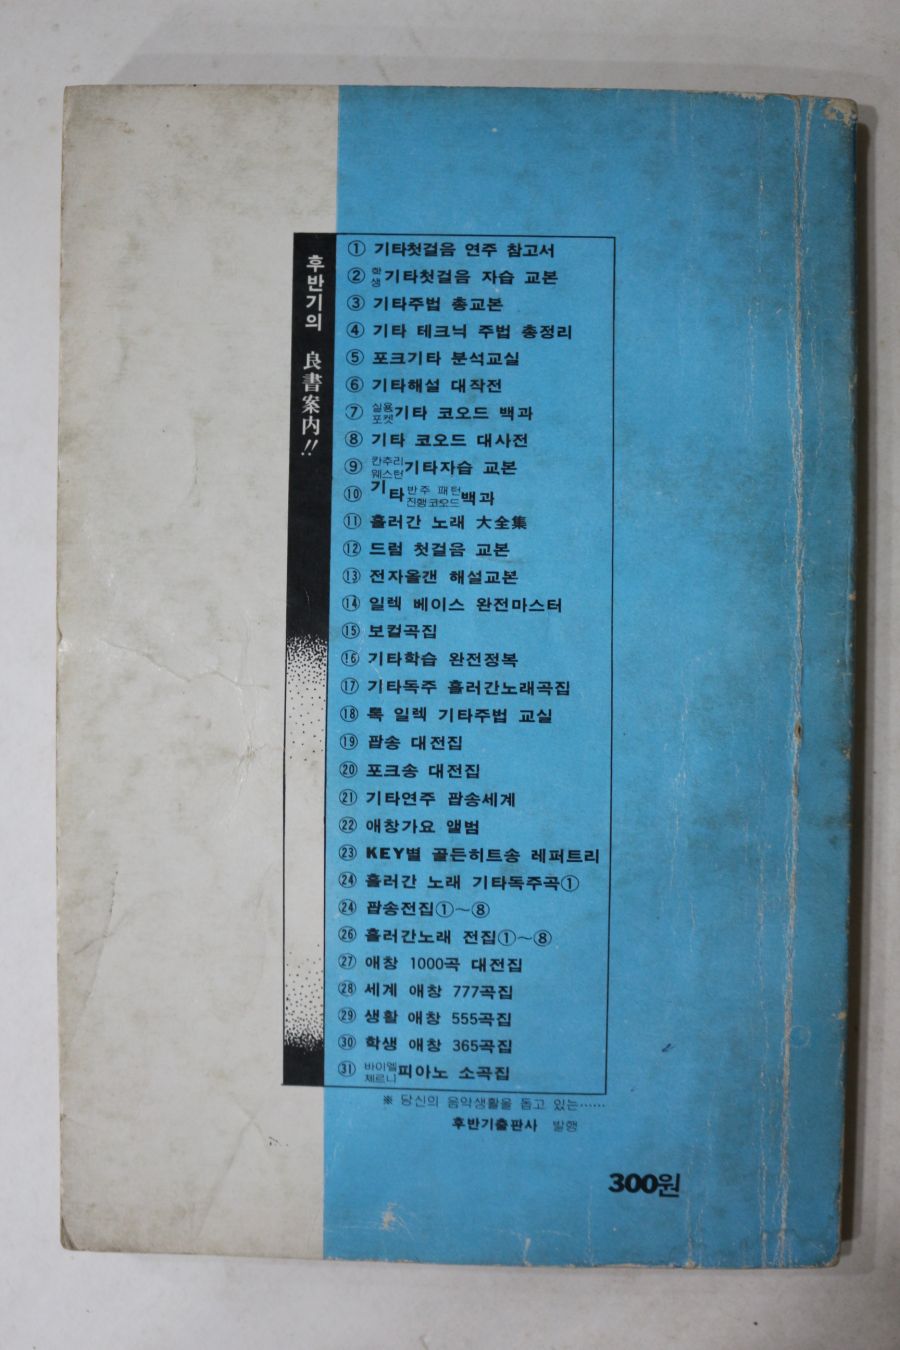 후반기의 良書案内!!
① 기타첫걸음 연주 참고서
② 학생 기타첫걸음 자습 교본
③ 기타주법 총교본
④ 기타 테크닉 주법 총정리
⑤ 포크기타 분석교실
⑥ 기타해설 대작전
⑦ 실용포켓 기타 코오드 백과
⑧ 기타 코오드 대사전
⑨ 칸추리웨스턴 기타자습 교본
⑩ 기타 반주 패턴 진행코오드 백과
⑪ 흘러간 노래 大全集
⑫ 드럼 첫걸음 교본
⑬ 전자올갠 해설교본
⑭ 일렉 베이스 완전마스터
⑮ 보컬곡집
⑯ 기타학습 완전정복
⑰ 기타독주 흘러간노래곡집
⑱ 록 일렉 기타주법 교실
⑲ 팝송 대전집
⑳ 포크송 대전집
㉑ 기타연주 팝송세계
㉒ 애창가요 앨범
㉓ KEY별 골든히트송 레퍼트리
㉔ 흘러간 노래 기타독주곡①
㉔ 팝송전집①~⑧
㉖ 흘러간노래 전집①~⑧
㉗ 애창 1000곡 대전집
㉘ 세계 애창 777곡집
㉙ 생활 애창 555곡집
㉚ 학생 애창 365곡집
㉛ 바이엘체르니 피아노 소곡집
※ 당신의 음악생활을 돕고 있는……
후반기출판사 발행
300원